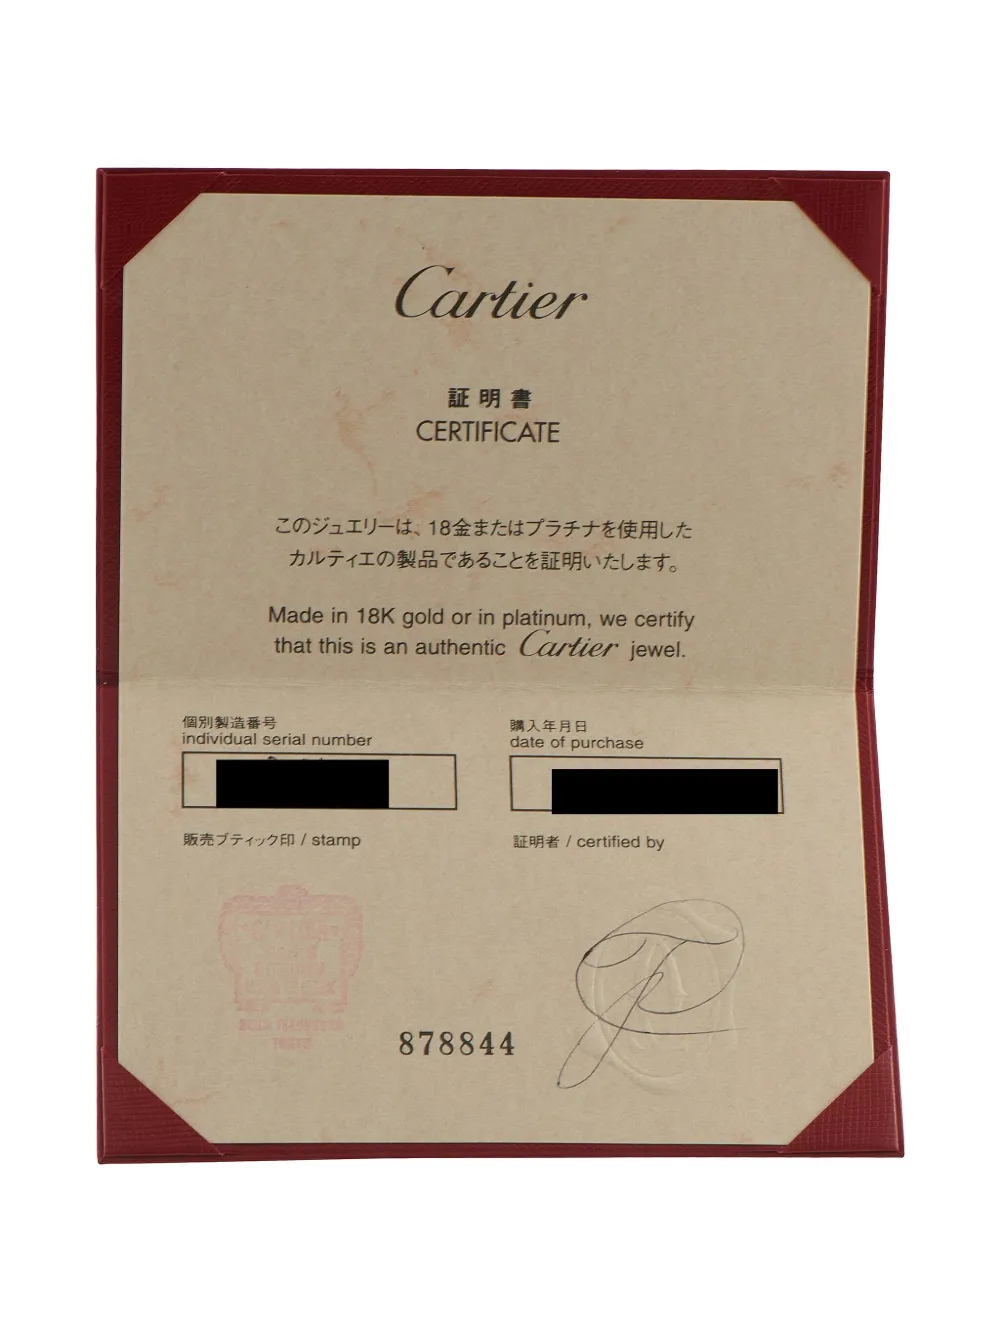 Cartier
証明書
CERTIFICATE
このジュエリーは、18金またはプラチナを使用した
カルティエの製品であることを証明いたします。
Made in 18K gold or in platinum, we certify
that this is an authentic Cartier jewel.
個別製造番号
individual serial number
購入年月日
date of purchase
販売ブティック印 / stamp
証明者 / certified by
878844